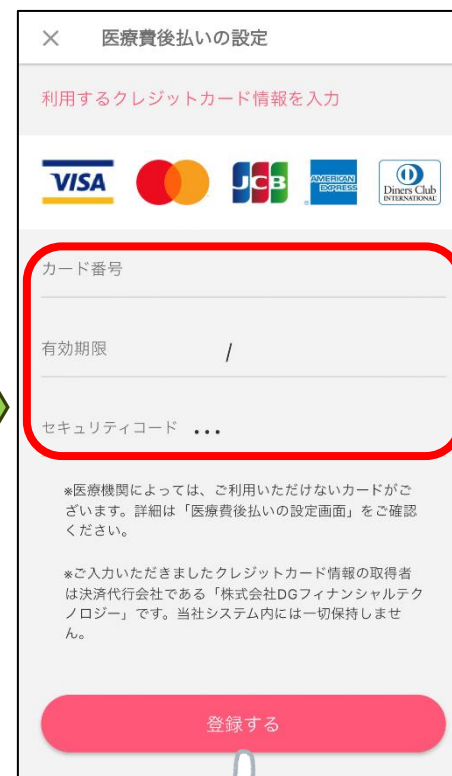 × 医療費後払いの設定
利用するクレジットカード情報を入力
VISA JCB AMERICAN EXPRESS Diners Club INTERNATIONAL
カード番号
有効期限 /
セキュリティコード •••
※医療機関によっては、ご利用いただけないカードがご
ざいます。詳細は「医療費後払いの設定画面」をご確認
ください。
※ご入力いただきましたクレジットカード情報の取得者
は決済代行会社である「株式会社DGフィナンシャルテク
ノロジー」です。当社システム内には一切保持しませ
ん。
登録する